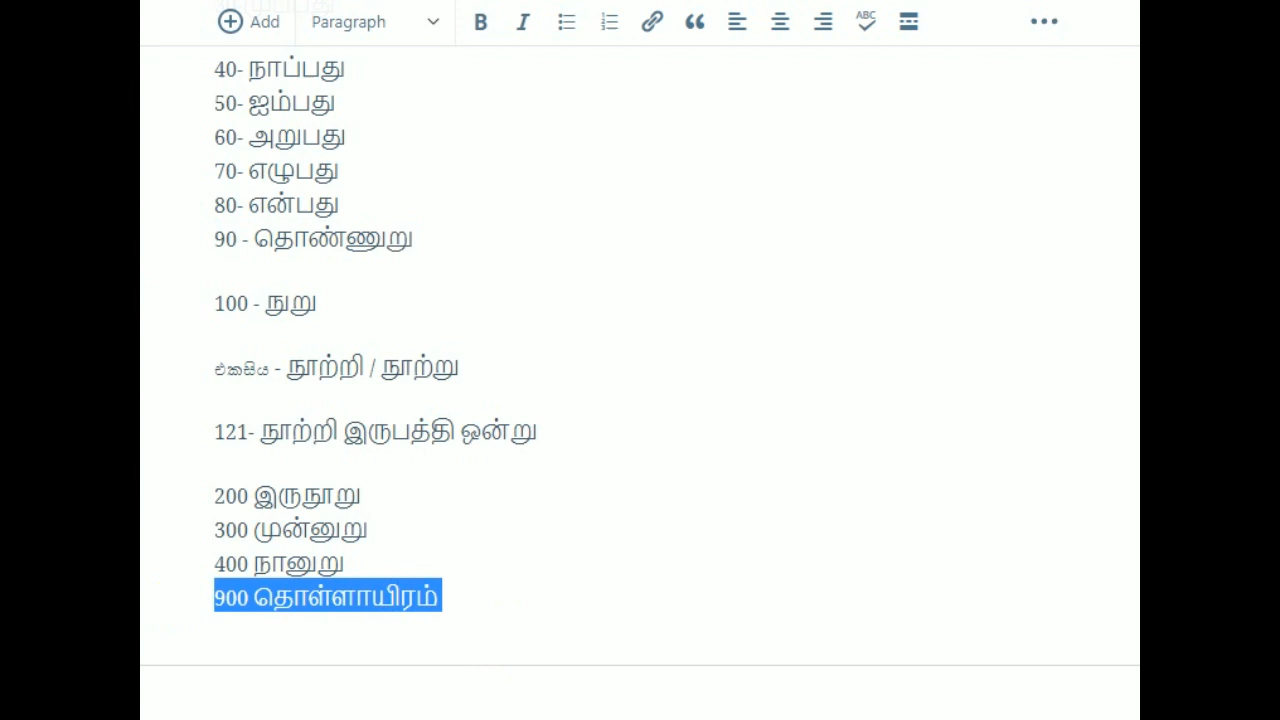 Add Paragraph B I ABC
40- நாப்பது
50- ஐம்பது
60- அறுபது
70- எழுபது
80- என்பது
90 - தொண்ணுறு
100 - நுறு
එකසිය - நூற்றி / நூற்று
121- நூற்றி இருபத்தி ஒன்று
200 இருநூறு
300 முன்னுறு
400 நானுறு
900 தொள்ளாயிரம்